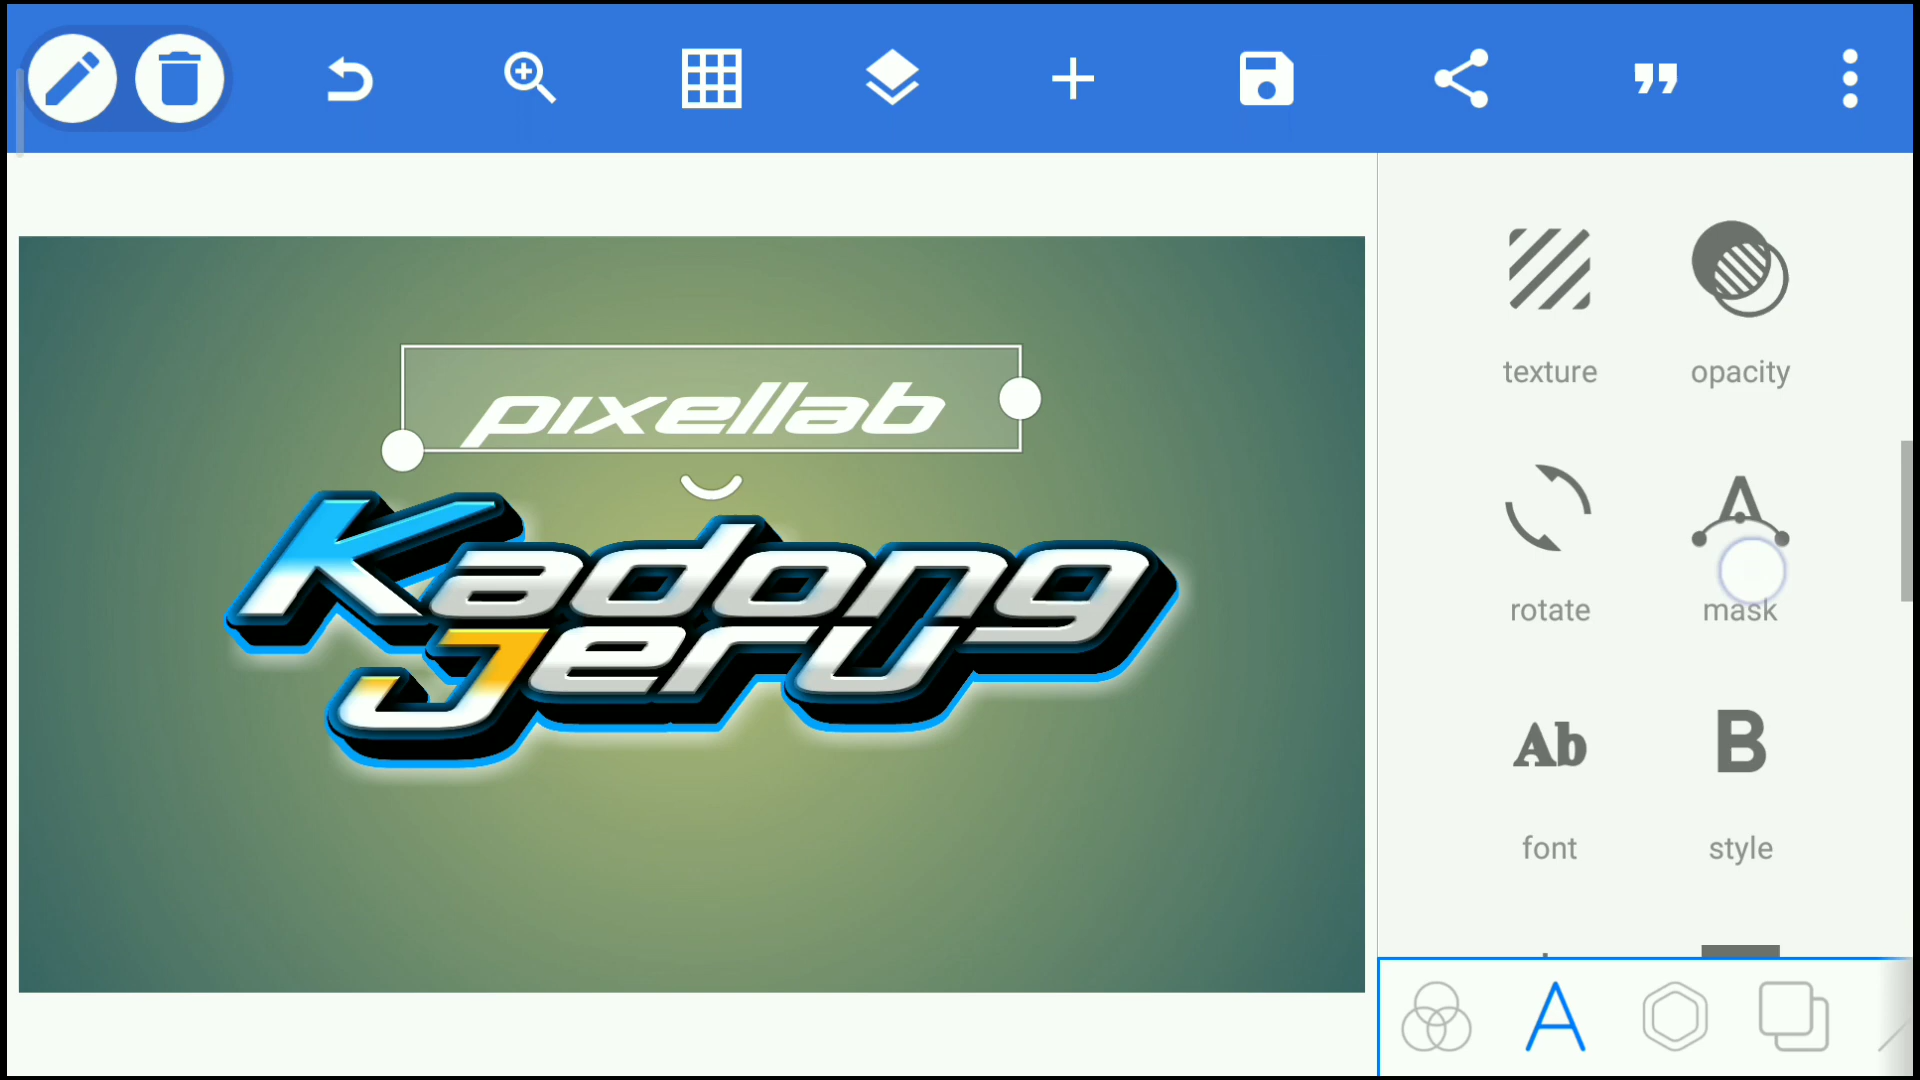 texture opacity
pixellab
rotate mask
Kadong
Jeru
Ab B
font style
A